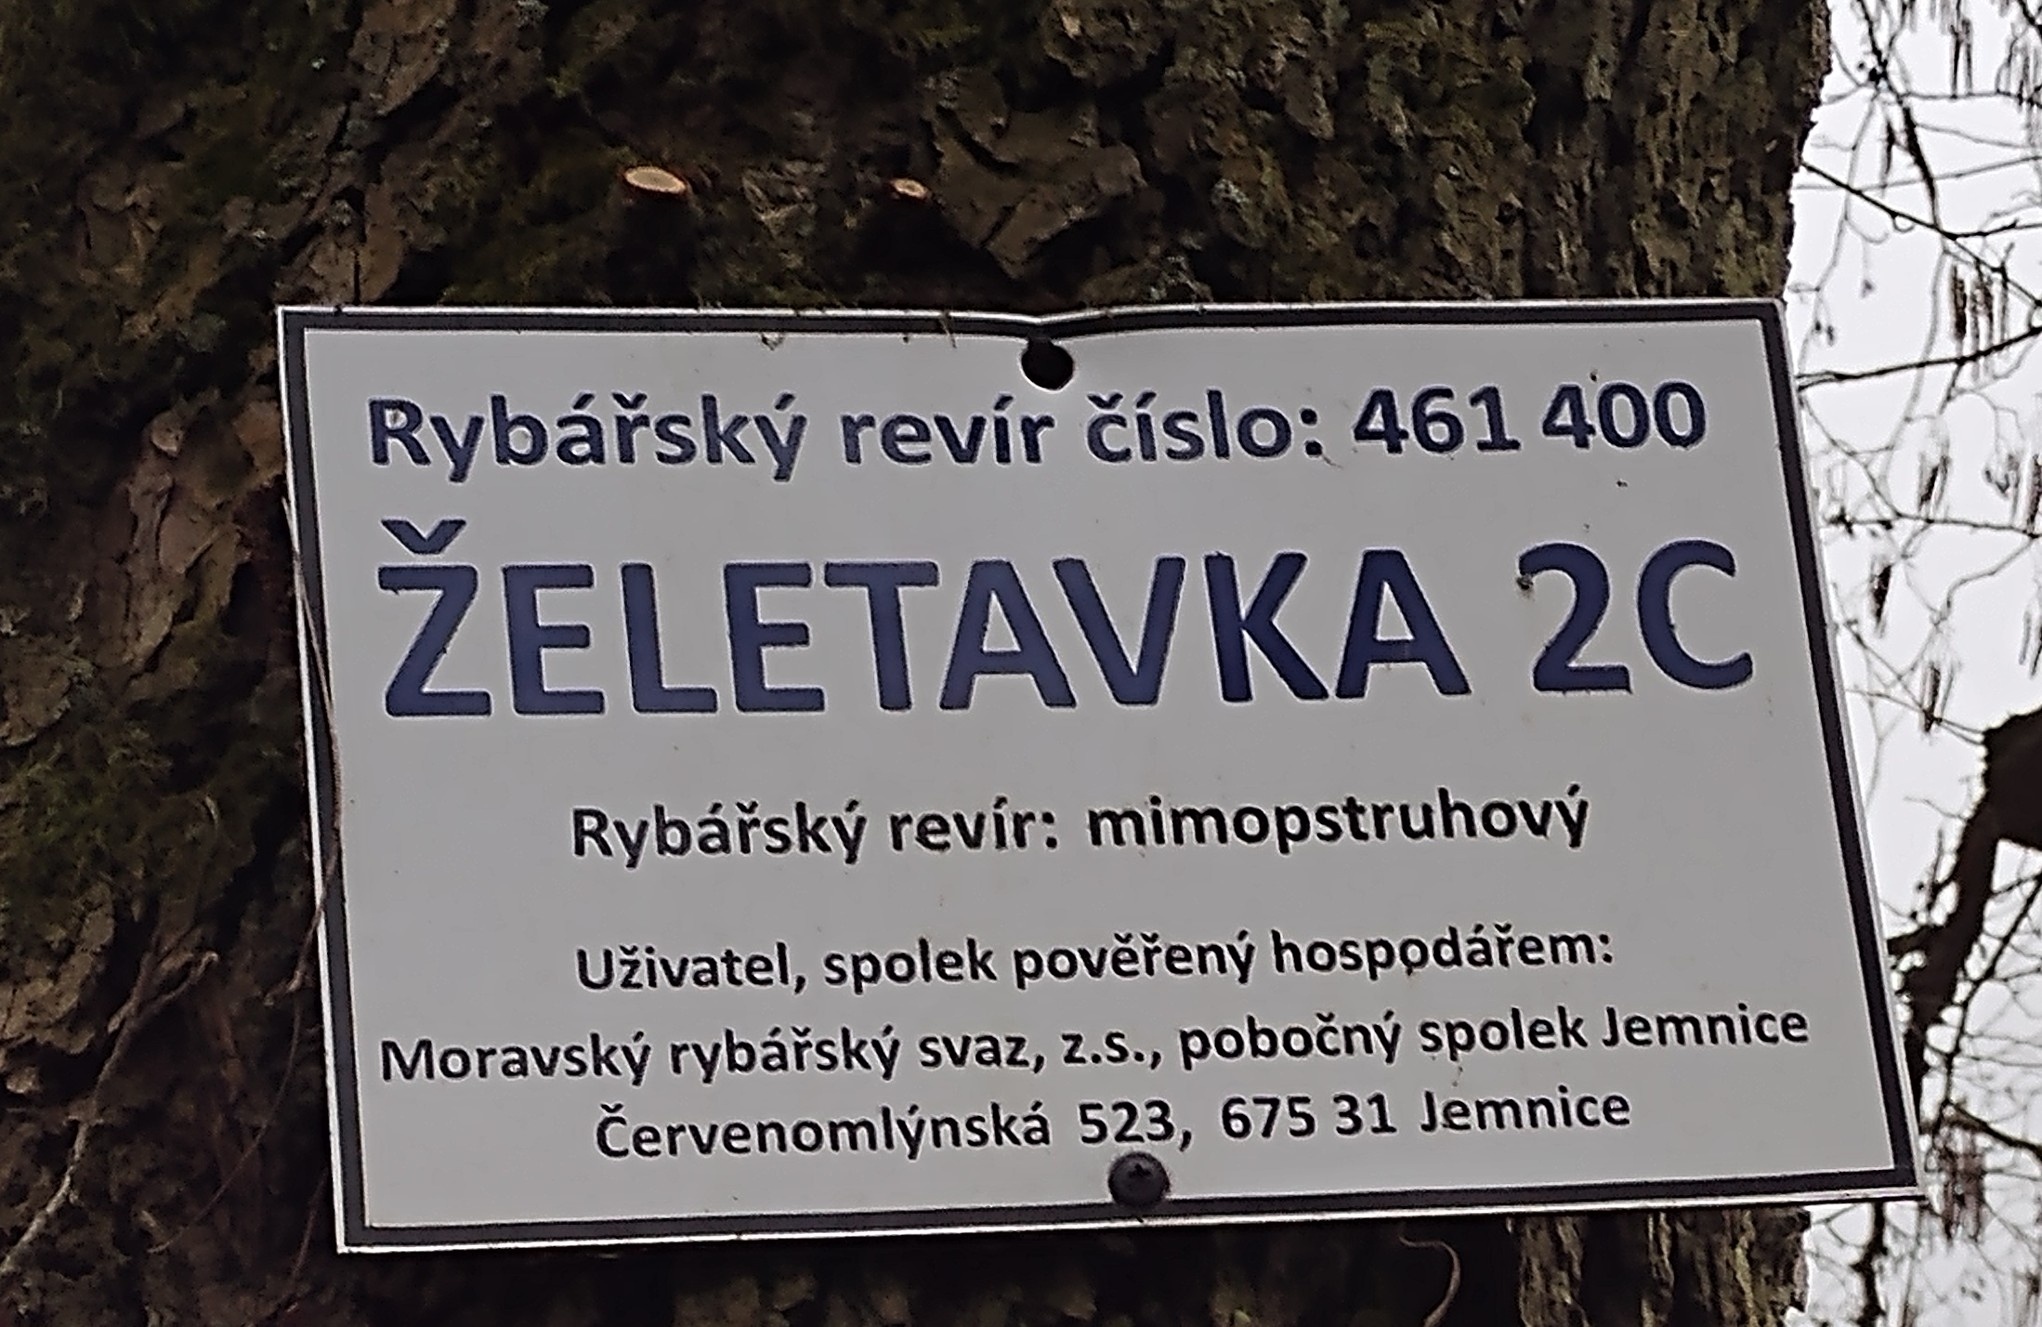 Rybářský revír číslo: 461 400
ŽELETAVKA 2C
Rybářský revír: mimopstruhový
Uživatel, spolek pověřený hospodářem:
Moravský rybářský svaz, z.s., pobočný spolek Jemnice
Červenomlýnská 523, 675 31 Jemnice